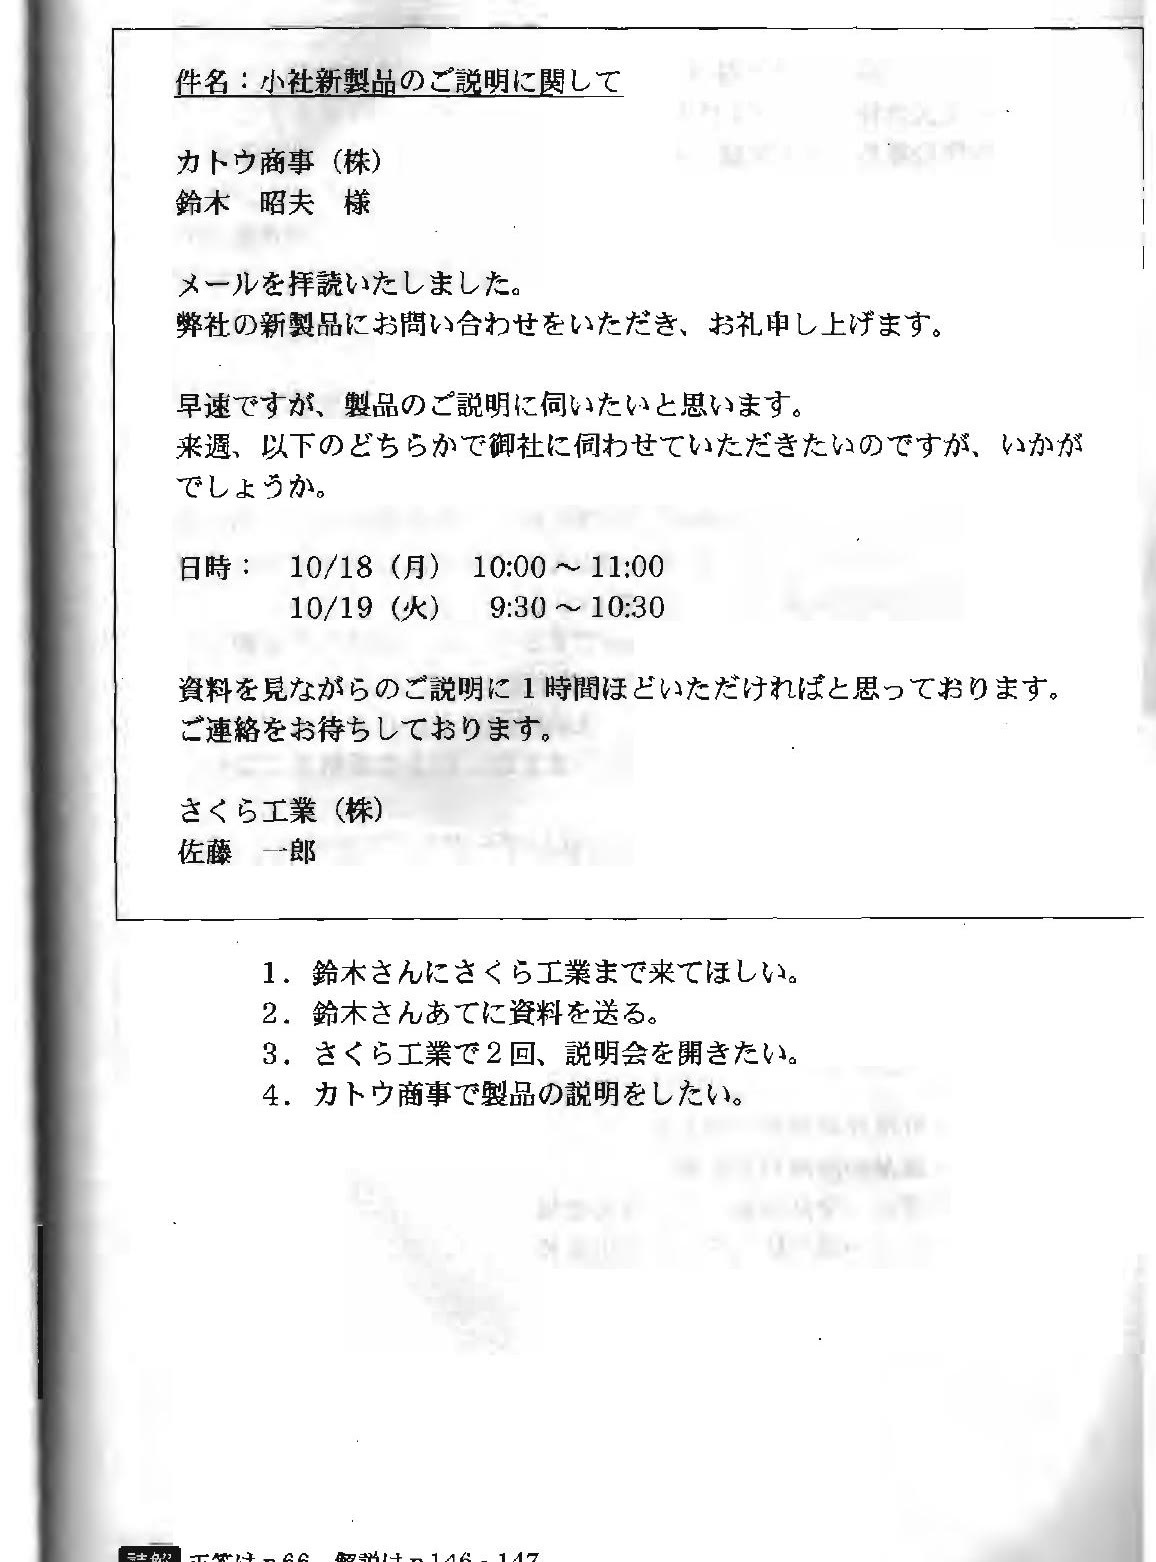 件名：小社新製品のご説明に関して
カトウ商事（株）
鈴木　昭夫　様
メールを拝読いたしました。
弊社の新製品にお問い合わせをいただき、お礼申し上げます。
早速ですが、製品のご説明に伺いたいと思います。
来週、以下のどちらかで御社に伺わせていただきたいのですが、いかが
でしょうか。
日時：　10/18（月）　10:00～11:00
10/19（火）　9:30～10:30
資料を見ながらのご説明に1時間ほどいただければと思っております。
ご連絡をお待ちしております。
さくら工業（株）
佐藤　一郎
1．鈴木さんにさくら工業まで来てほしい。
2．鈴木さんあてに資料を送る。
3．さくら工業で2回、説明会を開きたい。
4．カトウ商事で製品の説明をしたい。
読解 正答は p.66　解説は p.146 - 147